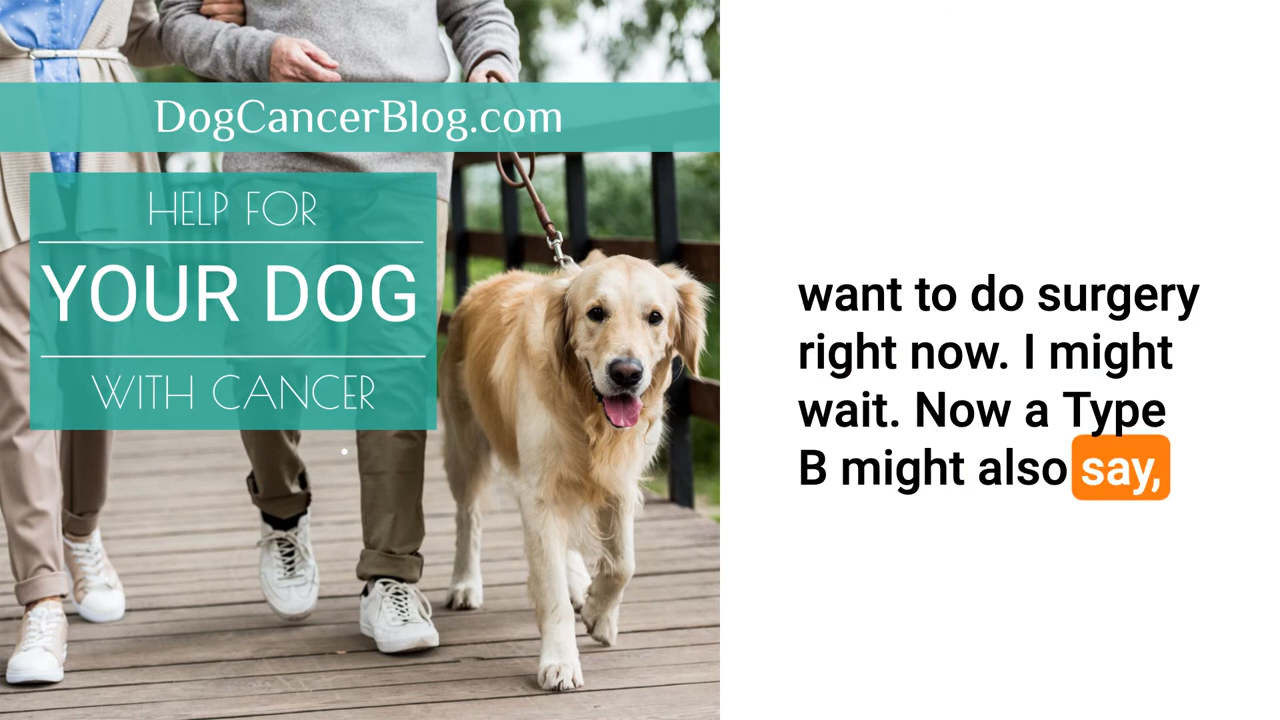 DogCancerBlog.com
HELP FOR
YOUR DOG
WITH CANCER
want to do surgery
right now. I might
wait. Now a Type
B might also say,